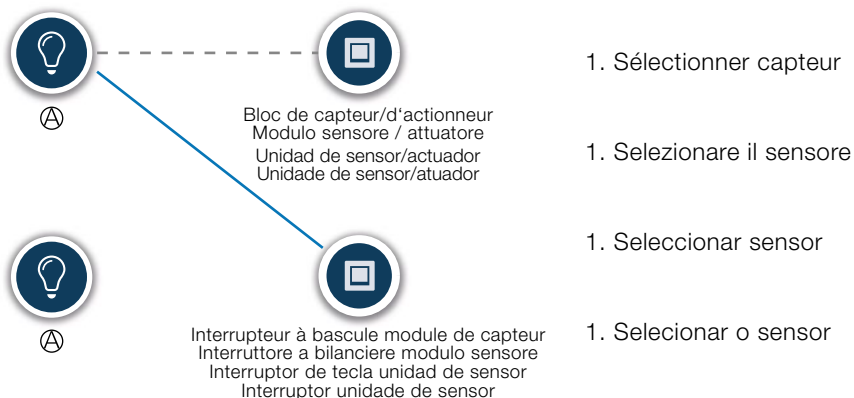 Ⓐ
Bloc de capteur/d‘actionneur
Modulo sensore / attuatore
Unidad de sensor/actuador
Unidade de sensor/atuador
Ⓐ
Interrupteur à bascule module de capteur
Interruttore a bilanciere modulo sensore
Interruptor de tecla unidad de sensor
Interruptor unidade de sensor
1. Sélectionner capteur
1. Selezionare il sensore
1. Seleccionar sensor
1. Selecionar o sensor